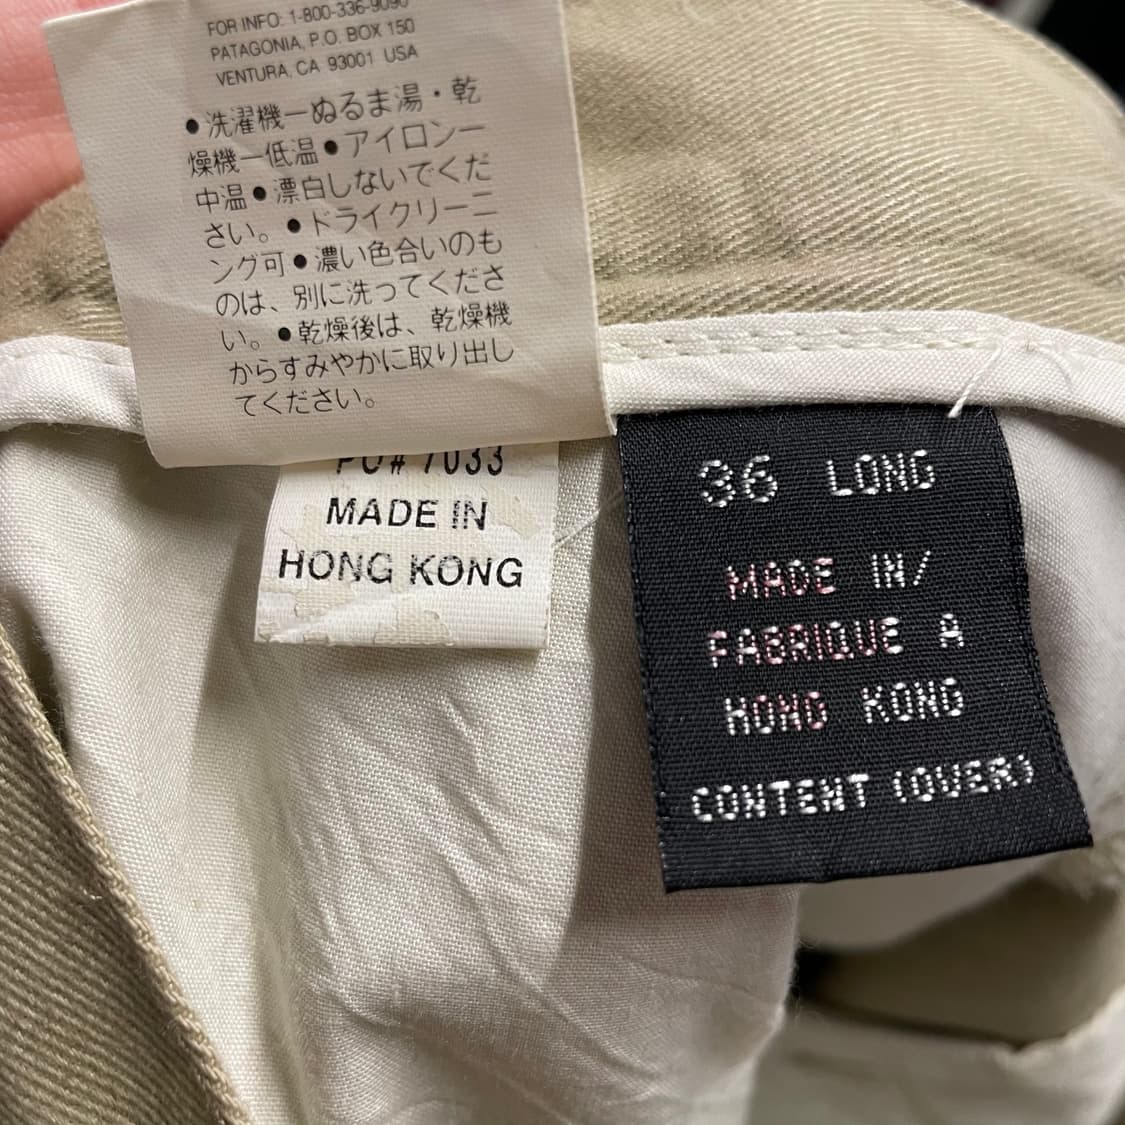 FOR INFO: 1-800-336-9090
PATAGONIA, P.O. BOX 150
VENTURA, CA 93001 USA
●洗濯機ーぬるま湯・乾
燥機ー低温●アイロンー
中温●漂白しないでくだ
さい。●ドライクリーニ
ング可●濃い色合いのも
のは、別に洗ってくださ
い。●乾燥後は、乾燥機
からすみやかに取り出し
てください。
PO# 7033
MADE IN
HONG KONG
36 LONG
MADE IN/
FABRIQUE A
HONG KONG
CONTENT (OVER)